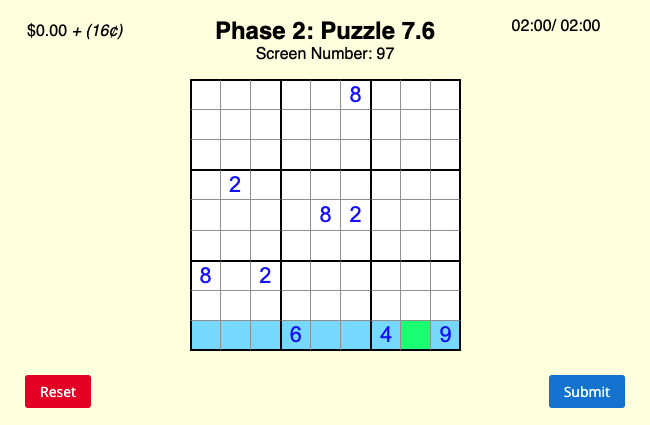 $0.00 + (16¢)
Phase 2: Puzzle 7.6
02:00/ 02:00
Screen Number: 97
8
2
8 2
8 2
6 4 9
Reset
Submit